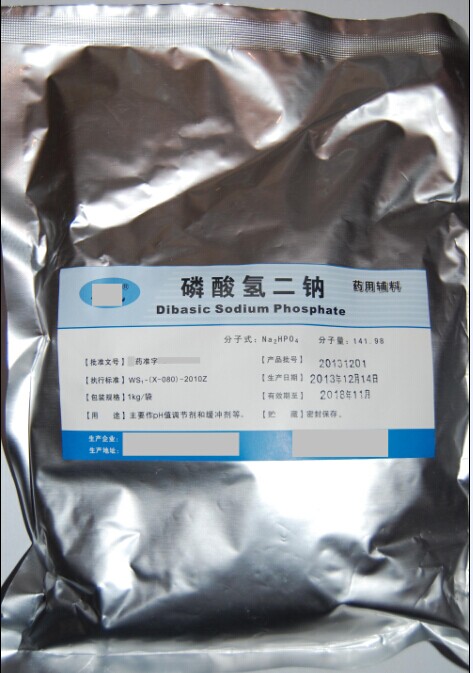 ®
磷酸氢二钠 药用辅料
Dibasic Sodium Phosphate
分子式：Na₂HPO₄ 分子量：141.98
【批准文号】 药准字
【产品批号】 20131201
【执行标准】 WS₁-(X-080)-2010Z
【生产日期】 2013年12月14日
【包装规格】 1kg/袋
【有效期至】 2018年11月
【用 途】 主要作pH值调节剂和缓冲剂等。
【贮 藏】 密封保存。
生产企业：
生产地址：